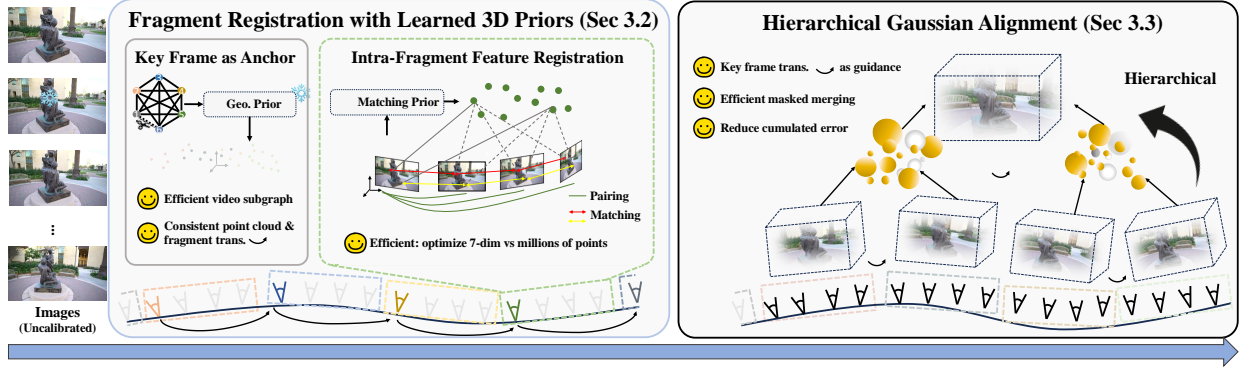 Fragment Registration with Learned 3D Priors (Sec 3.2)
Key Frame as Anchor
Geo. Prior
Efficient video subgraph
Consistent point cloud &
fragment trans.
Intra-Fragment Feature Registration
Matching Prior
Pairing
Matching
Efficient: optimize 7-dim vs millions of points
...
Images
(Uncalibrated)
Hierarchical Gaussian Alignment (Sec 3.3)
Key frame trans. as guidance
Efficient masked merging
Reduce cumulated error
Hierarchical